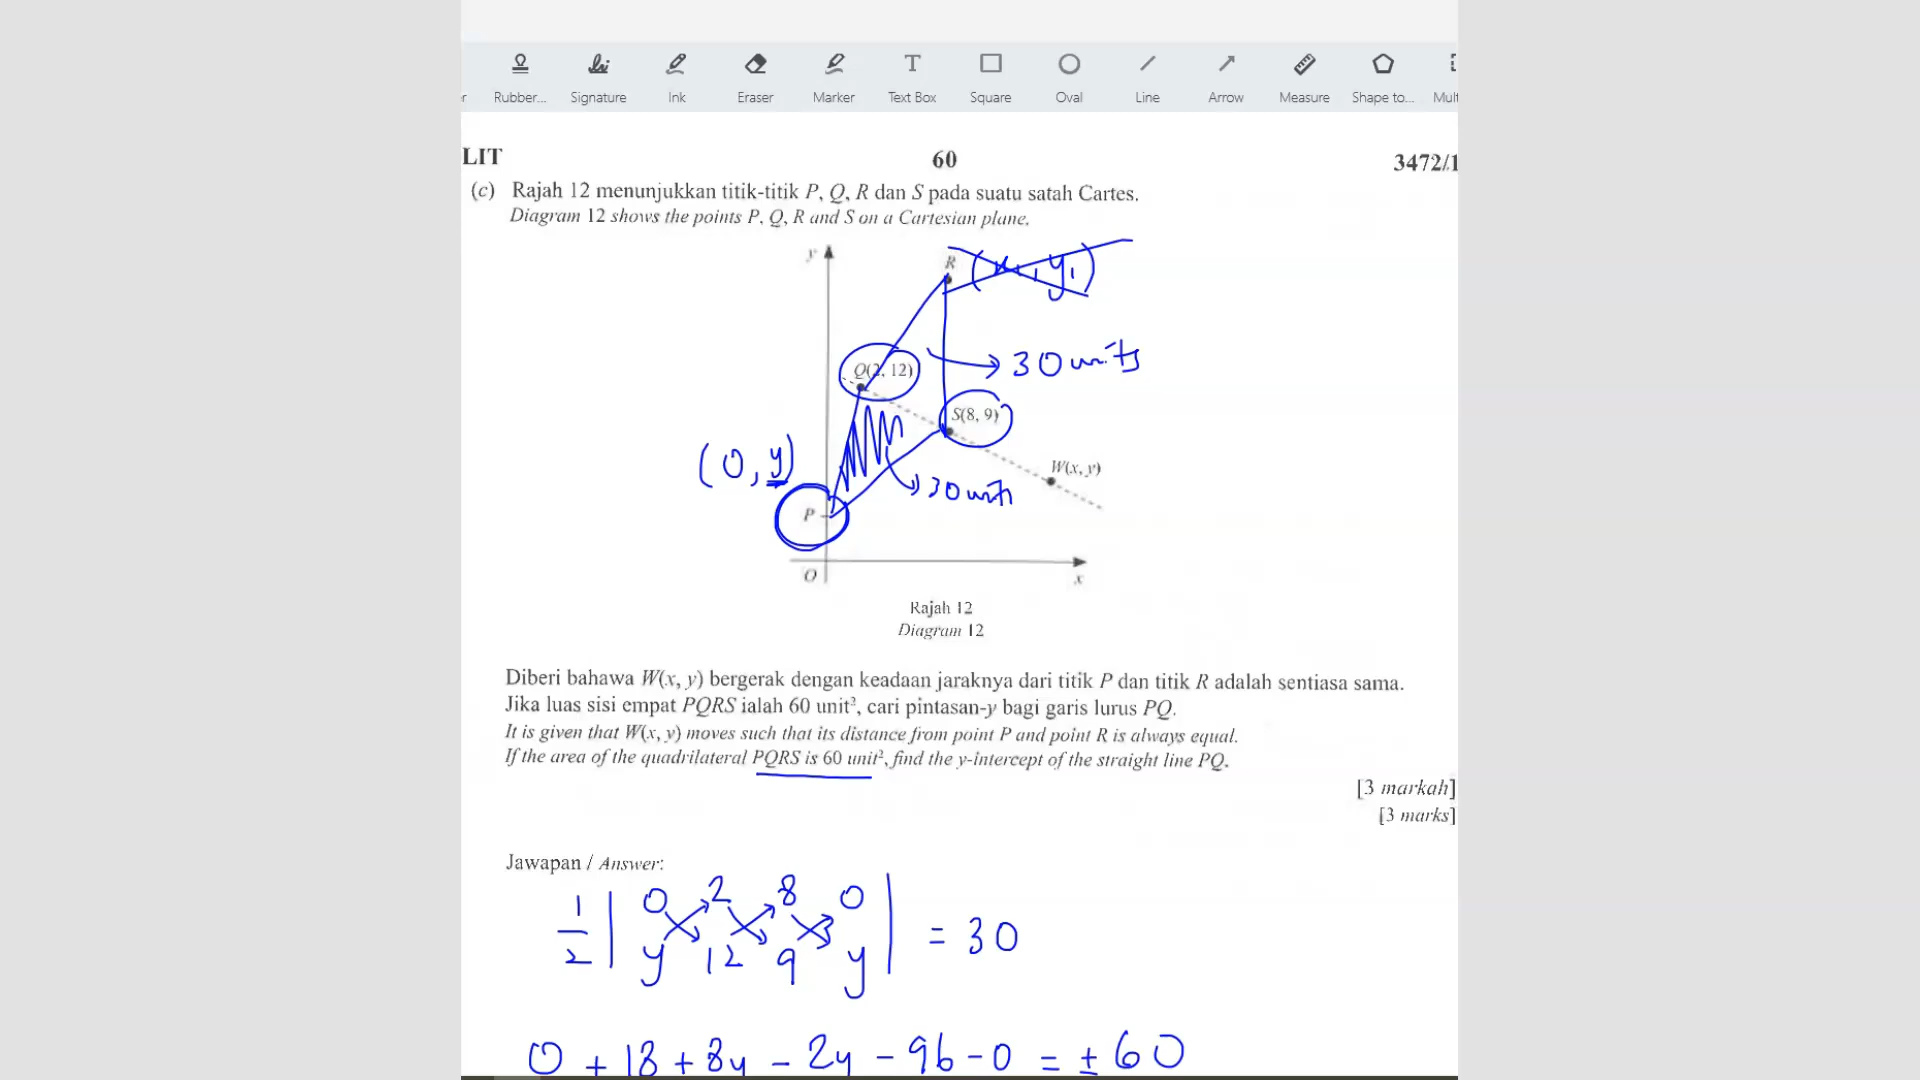 r Rubber... Signature Ink Eraser Marker Text Box Square Oval Line Arrow Measure Shape to... Mult
LIT 60 3472/1
(c) Rajah 12 menunjukkan titik-titik P, Q, R dan S pada suatu satah Cartes.
Diagram 12 shows the points P, Q, R and S on a Cartesian plane.
y
R (x₁, y₁)
Q(2, 12) → 30 units
S(8, 9)
(0, y) W(x, y)
→ 30 unit
P
O x
Rajah 12
Diagram 12
Diberi bahawa W(x, y) bergerak dengan keadaan jaraknya dari titik P dan titik R adalah sentiasa sama.
Jika luas sisi empat PQRS ialah 60 unit², cari pintasan-y bagi garis lurus PQ.
It is given that W(x, y) moves such that its distance from point P and point R is always equal.
If the area of the quadrilateral PQRS is 60 unit², find the y-intercept of the straight line PQ.
[3 markah]
[3 marks]
Jawapan / Answer:
1/2 | 0 2 8 0
y 12 9 y | = 30
0 + 18 + 8y - 2y - 96 - 0 = ± 60